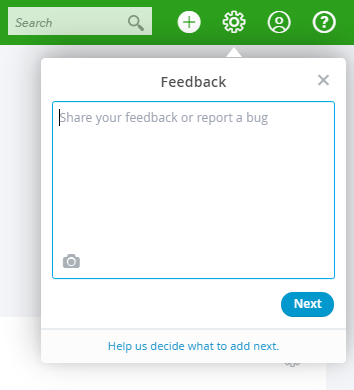 Search
Feedback
Share your feedback or report a bug
Next
Help us decide what to add next.